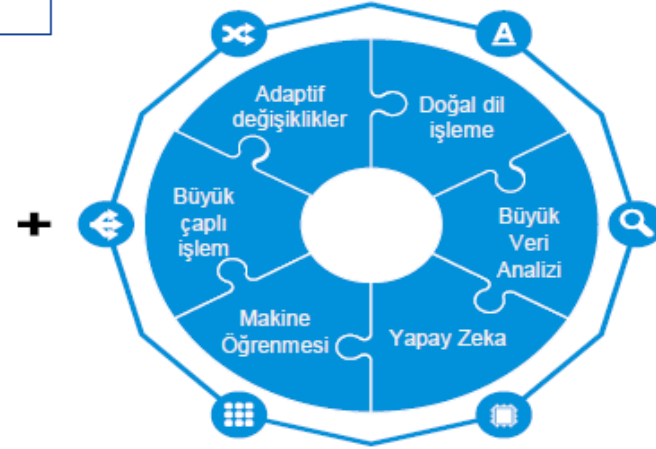 Adaptif
değişiklikler
Doğal dil
işleme
Büyük
çaplı
işlem
Büyük
Veri
Analizi
Makine
Öğrenmesi
Yapay Zeka
+
A